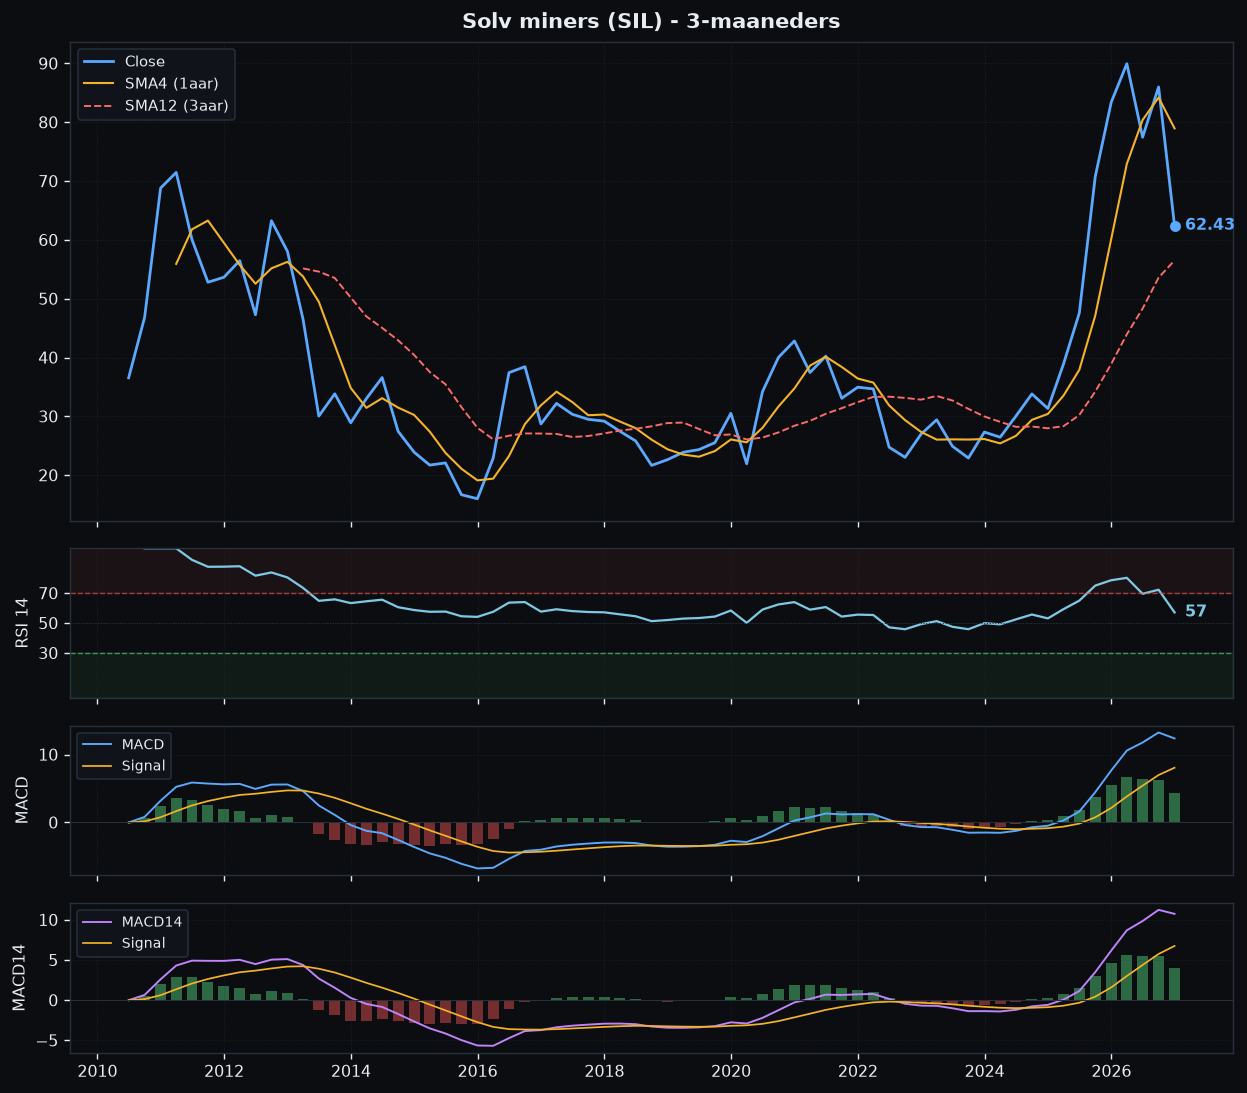 Solv miners (SIL) - 3-maaneders
Close
SMA4 (1aar)
SMA12 (3aar)
90
80
70
60
50
40
30
20
62.43
RSI 14
70
50
30
57
MACD
MACD
Signal
10
0
MACD14
MACD14
Signal
10
5
0
−5
2010 2012 2014 2016 2018 2020 2022 2024 2026